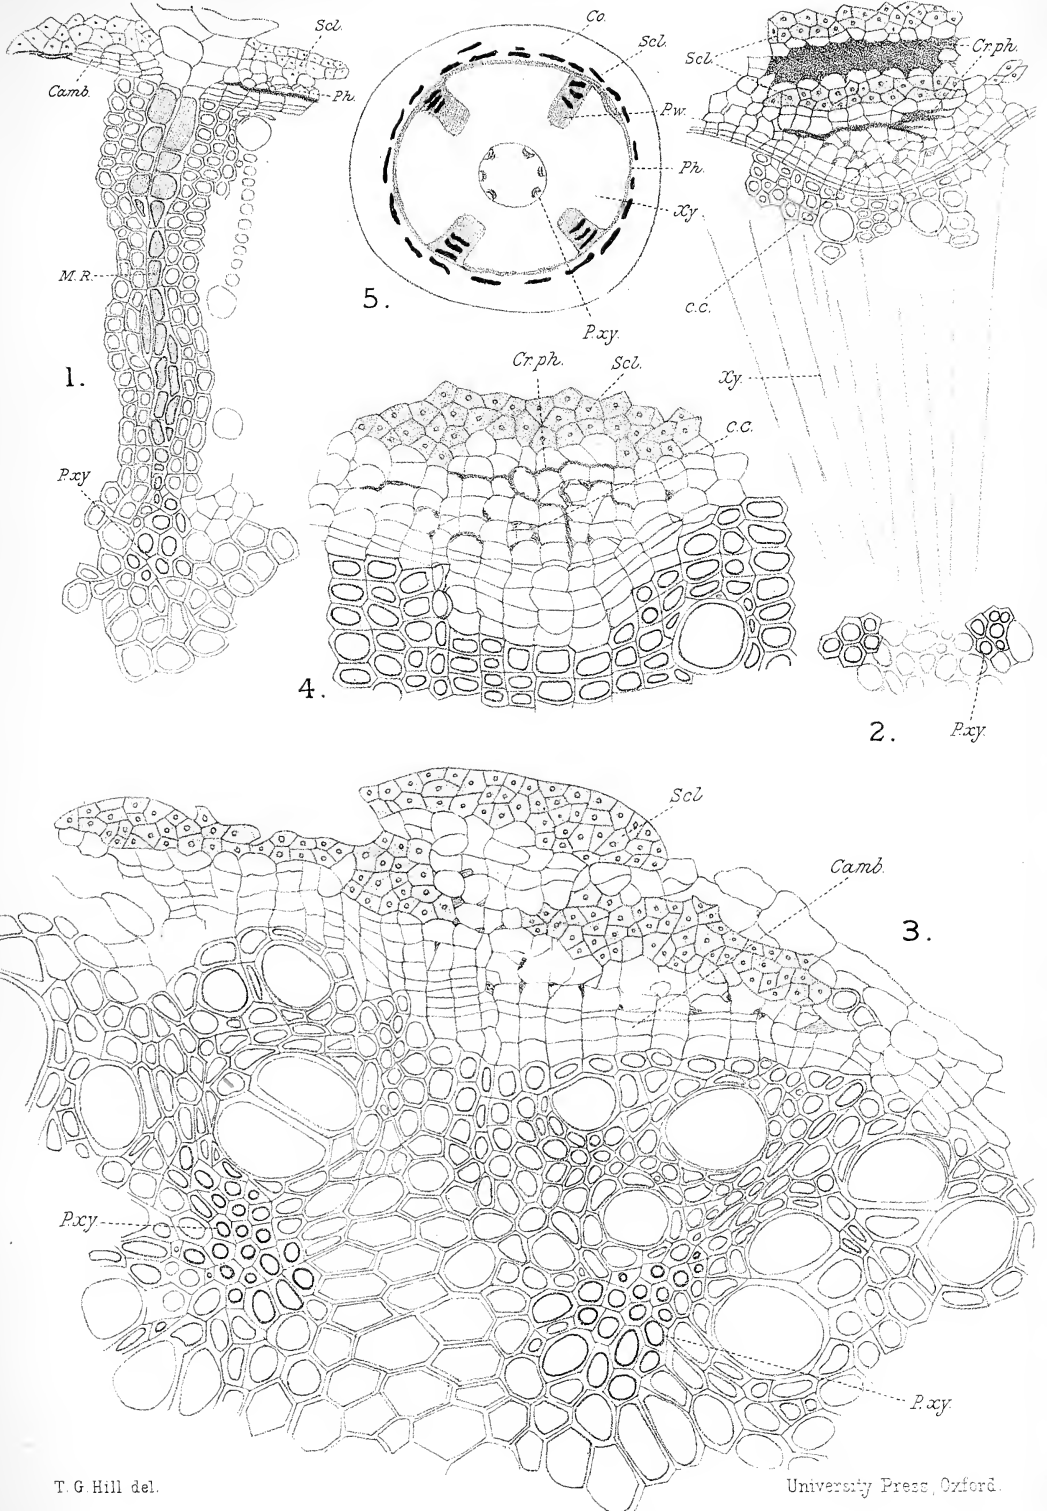 Scl.
Camb.
Ph.
M.R.
1.
P.xy
Co.
Scl.
P.w.
Ph.
Xy
P.xy.
5.
Scl.
Cr.ph.
c.c.
Xy.
P.xy.
2.
Cr.ph.
Scl.
c.c.
4.
Scl
Camb.
3.
P.xy.
P.xy.
T. G. Hill del.
University Press, Oxford.